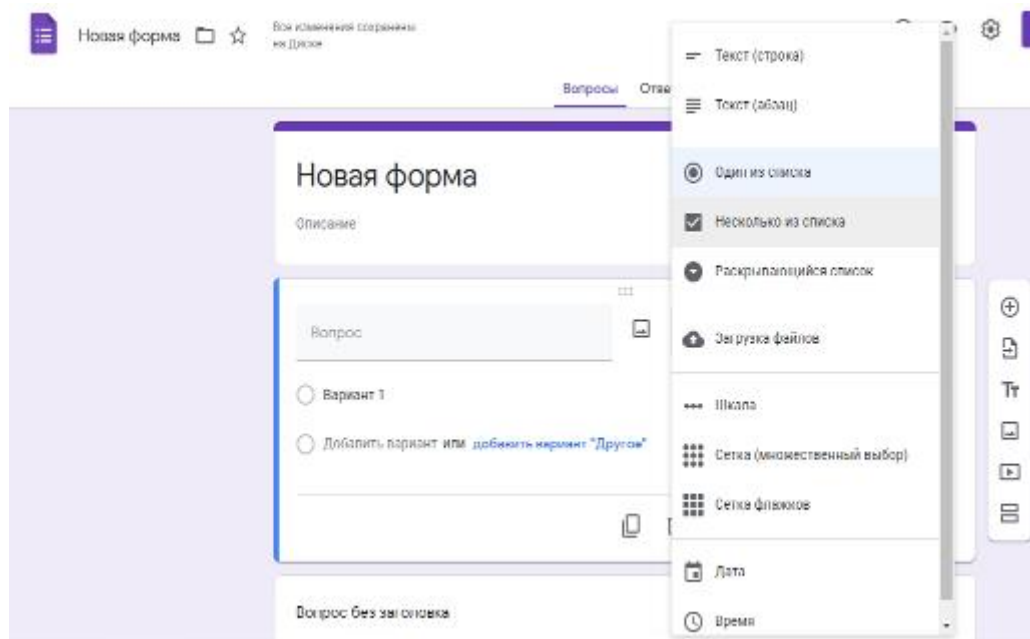 Новая форма
Все изменения сохранены
на Диске
Вопросы Отве
Новая форма
Описание
Вопрос
Вариант 1
Добавить вариант или добавить вариант "Другое"
Вопрос без заголовка
Текст (строка)
Текст (абзац)
Один из списка
Несколько из списка
Раскрывающийся список
Загрузка файлов
Шкала
Сетка (множественный выбор)
Сетка флажков
Дата
Время
Тт